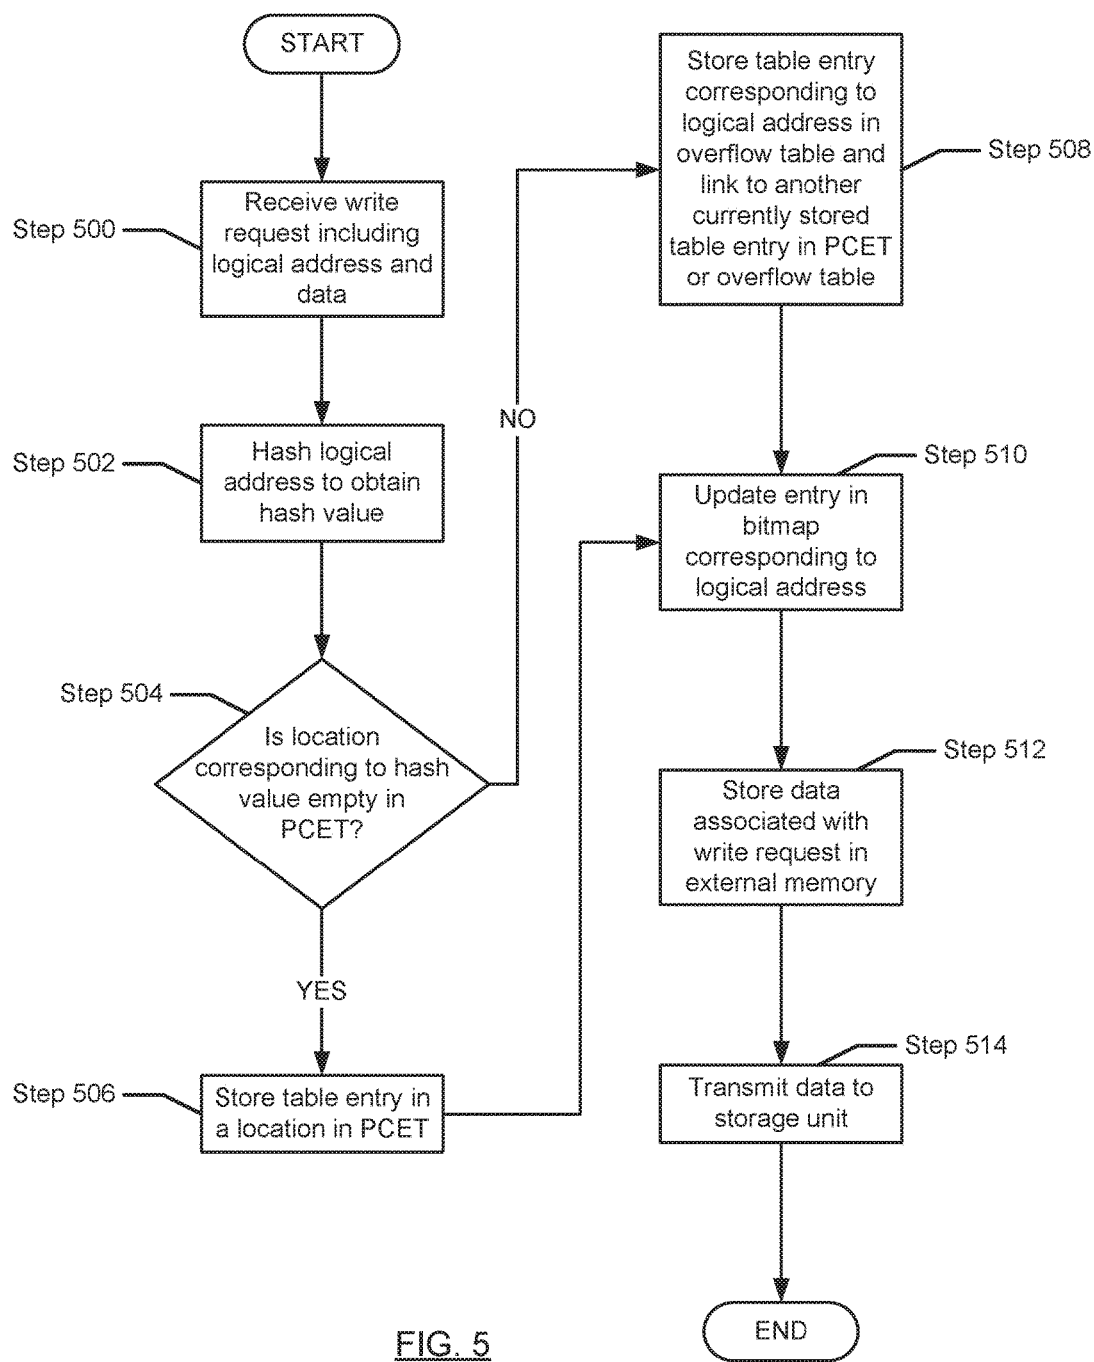 START
Step 500
Receive write
request including
logical address and
data
Step 502
Hash logical
address to obtain
hash value
Step 504
Is location
corresponding to hash
value empty in
PCET?
NO
YES
Step 506
Store table entry in
a location in PCET
Store table entry
corresponding to
logical address in
overflow table and
link to another
currently stored
table entry in PCET
or overflow table
Step 508
Step 510
Update entry in
bitmap
corresponding to
logical address
Step 512
Store data
associated with
write request in
external memory
Step 514
Transmit data to
storage unit
END
FIG. 5